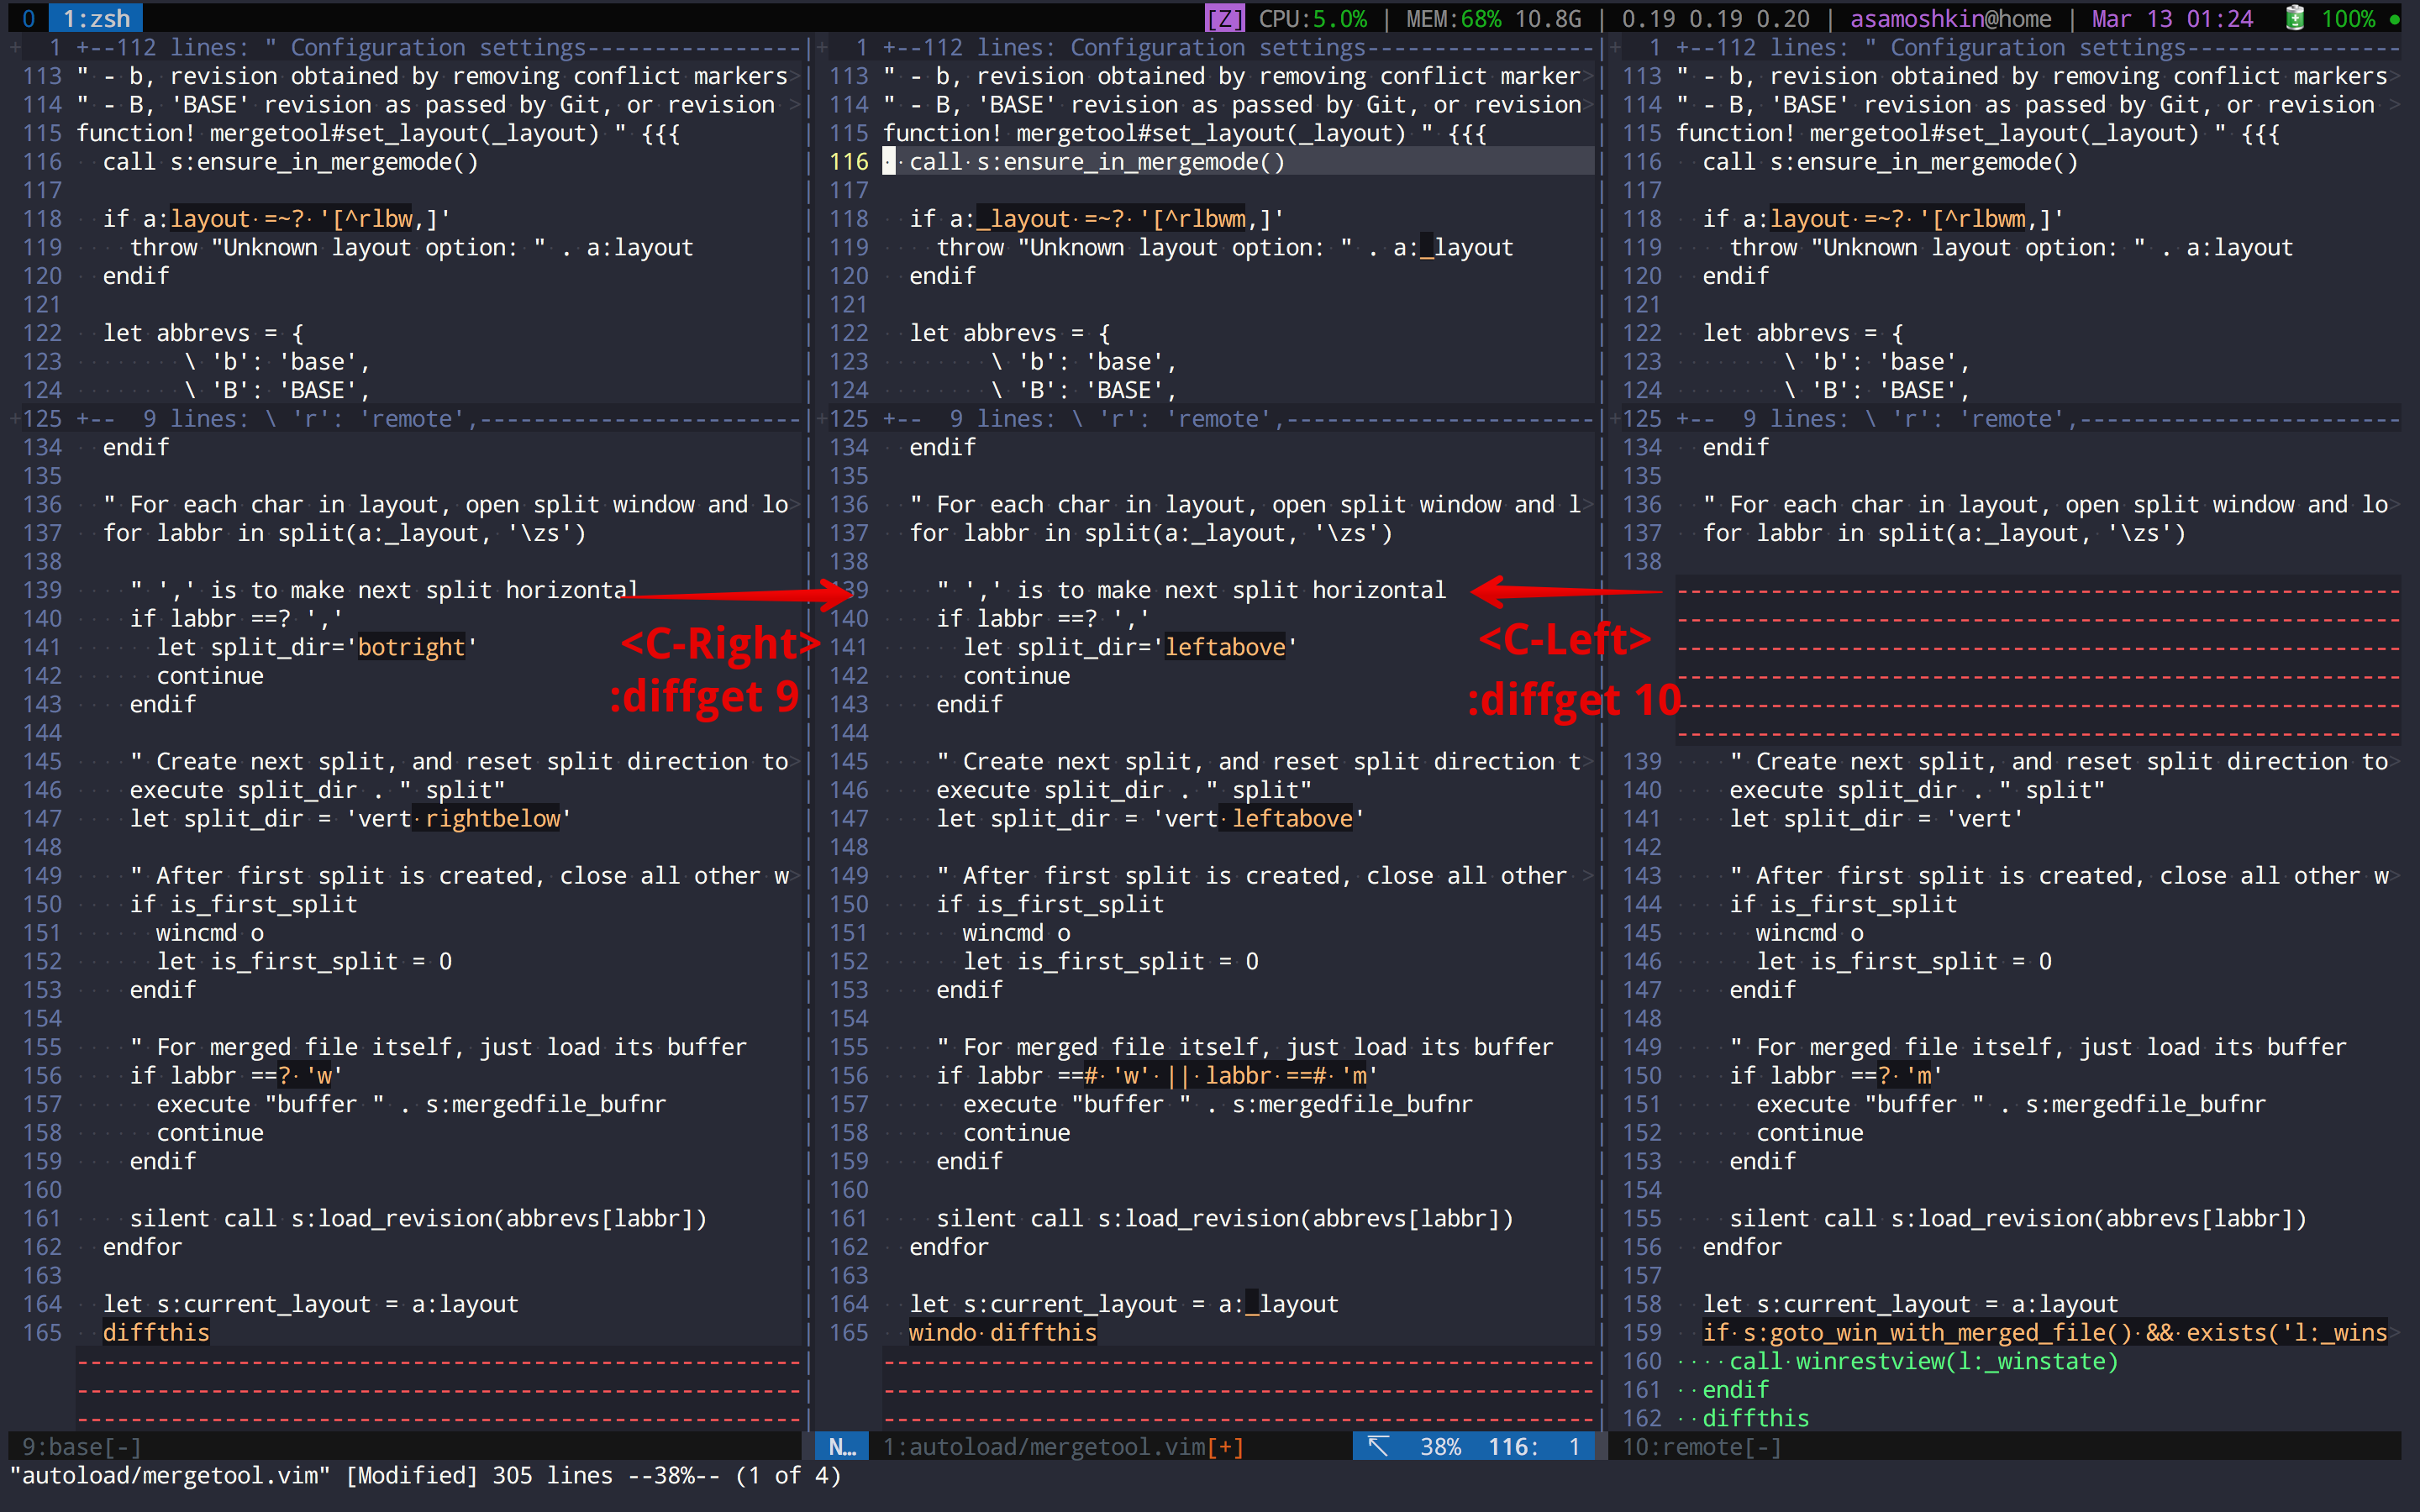 0 1:zsh [Z] CPU:5.0% | MEM:68% 10.8G | 0.19 0.19 0.20 | asamoshkin@home | Mar 13 01:24 100%
+ 1 +--112 lines: " Configuration settings----------------
113 " - b, revision obtained by removing conflict markers>
114 " - B, 'BASE' revision as passed by Git, or revision >
115 function! mergetool#set_layout(_layout) " {{{
116 call s:ensure_in_mergemode()
117
118 if a:layout =~? '[^rlbw,]'
119 throw "Unknown layout option: " . a:layout
120 endif
121
122 let abbrevs = {
123 \ 'b': 'base',
124 \ 'B': 'BASE',
+125 +-- 9 lines: \ 'r': 'remote',------------------------
134 endif
135
136 " For each char in layout, open split window and lo>
137 for labbr in split(a:_layout, '\zs')
138
139 " ',' is to make next split horizontal
140 if labbr ==? ','
141 let split_dir='botright'
142 continue
143 endif
144
145 " Create next split, and reset split direction to>
146 execute split_dir . " split"
147 let split_dir = 'vert rightbelow'
148
149 " After first split is created, close all other w>
150 if is_first_split
151 wincmd o
152 let is_first_split = 0
153 endif
154
155 " For merged file itself, just load its buffer
156 if labbr ==? 'w'
157 execute "buffer " . s:mergedfile_bufnr
158 continue
159 endif
160
161 silent call s:load_revision(abbrevs[labbr])
162 endfor
163
164 let s:current_layout = a:layout
165 diffthis
9:base[-]
<C-Right>
:diffget 9
+ 1 +--112 lines: Configuration settings-----------------
113 " - b, revision obtained by removing conflict marker>
114 " - B, 'BASE' revision as passed by Git, or revision>
115 function! mergetool#set_layout(_layout) " {{{
116 call s:ensure_in_mergemode()
117
118 if a:_layout =~? '[^rlbwm,]'
119 throw "Unknown layout option: " . a:_layout
120 endif
121
122 let abbrevs = {
123 \ 'b': 'base',
124 \ 'B': 'BASE',
+125 +-- 9 lines: \ 'r': 'remote',-----------------------
134 endif
135
136 " For each char in layout, open split window and l>
137 for labbr in split(a:_layout, '\zs')
138
139 " ',' is to make next split horizontal
140 if labbr ==? ','
141 let split_dir='leftabove'
142 continue
143 endif
144
145 " Create next split, and reset split direction t>
146 execute split_dir . " split"
147 let split_dir = 'vert leftabove'
148
149 " After first split is created, close all other >
150 if is_first_split
151 wincmd o
152 let is_first_split = 0
153 endif
154
155 " For merged file itself, just load its buffer
156 if labbr ==# 'w' || labbr ==# 'm'
157 execute "buffer " . s:mergedfile_bufnr
158 continue
159 endif
160
161 silent call s:load_revision(abbrevs[labbr])
162 endfor
163
164 let s:current_layout = a:_layout
165 windo diffthis
N… 1:autoload/mergetool.vim[+] 38% 116: 1
<C-Left>
:diffget 10
+ 1 +--112 lines: " Configuration settings----------------
113 " - b, revision obtained by removing conflict markers>
114 " - B, 'BASE' revision as passed by Git, or revision >
115 function! mergetool#set_layout(_layout) " {{{
116 call s:ensure_in_mergemode()
117
118 if a:layout =~? '[^rlbwm,]'
119 throw "Unknown layout option: " . a:layout
120 endif
121
122 let abbrevs = {
123 \ 'b': 'base',
124 \ 'B': 'BASE',
+125 +-- 9 lines: \ 'r': 'remote',------------------------
134 endif
135
136 " For each char in layout, open split window and lo>
137 for labbr in split(a:_layout, '\zs')
138
139 " Create next split, and reset split direction to>
140 execute split_dir . " split"
141 let split_dir = 'vert'
142
143 " After first split is created, close all other w>
144 if is_first_split
145 wincmd o
146 let is_first_split = 0
147 endif
148
149 " For merged file itself, just load its buffer
150 if labbr ==? 'm'
151 execute "buffer " . s:mergedfile_bufnr
152 continue
153 endif
154
155 silent call s:load_revision(abbrevs[labbr])
156 endfor
157
158 let s:current_layout = a:layout
159 if s:goto_win_with_merged_file() && exists('l:_wins>
160 call winrestview(l:_winstate)
161 endif
162 diffthis
10:remote[-]
"autoload/mergetool.vim" [Modified] 305 lines --38%-- (1 of 4)